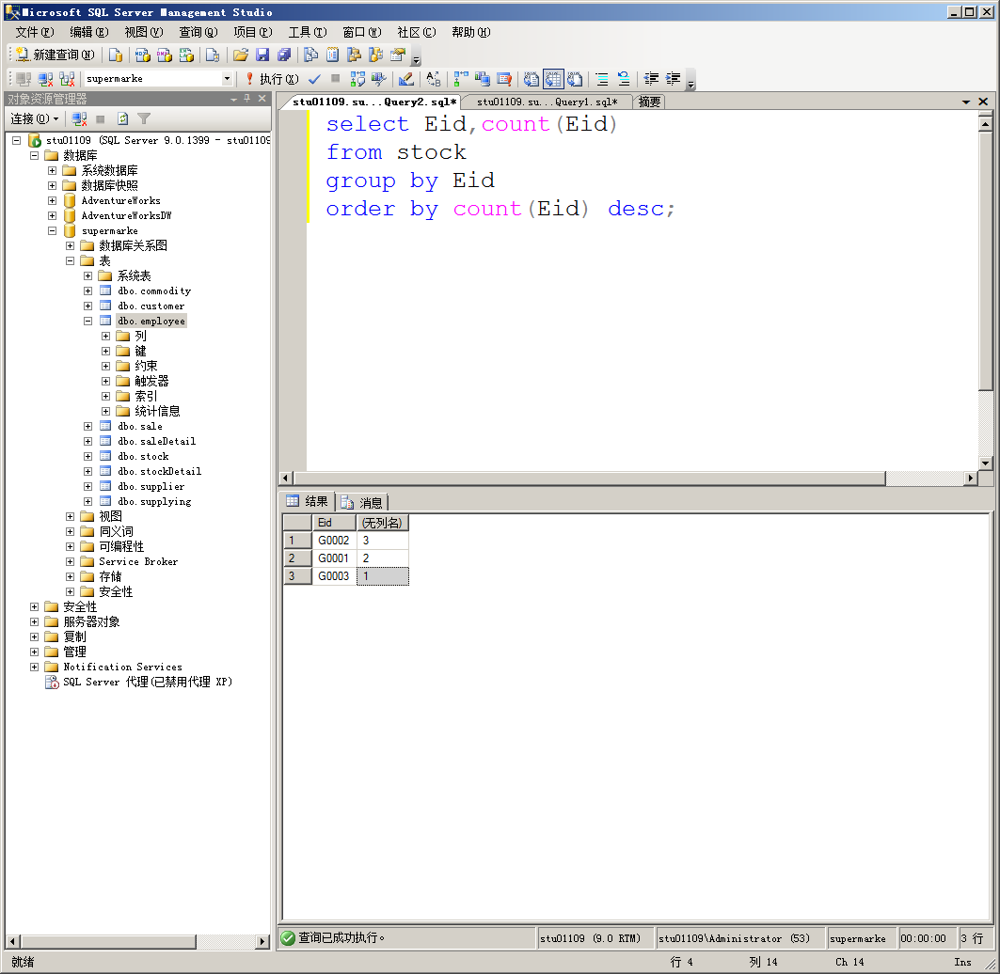 Microsoft SQL Server Management Studio
文件(F) 编辑(E) 视图(V) 查询(Q) 项目(P) 工具(T) 窗口(W) 社区(C) 帮助(H)
新建查询(N)
supermarke 执行(X)
对象资源管理器
连接(O)
stu01109 (SQL Server 9.0.1399 - stu01109
数据库
系统数据库
数据库快照
AdventureWorks
AdventureWorksDW
supermarke
数据库关系图
表
系统表
dbo.commodity
dbo.customer
dbo.employee
列
键
约束
触发器
索引
统计信息
dbo.sale
dbo.saleDetail
dbo.stock
dbo.stockDetail
dbo.supplier
dbo.supplying
视图
同义词
可编程性
Service Broker
存储
安全性
安全性
服务器对象
复制
管理
Notification Services
SQL Server 代理(已禁用代理 XP)
stu01109.su...Query2.sql* stu01109.su...Query1.sql* 摘要
select Eid,count(Eid)
from stock
group by Eid
order by count(Eid) desc;
结果 消息
Eid (无列名)
1 G0002 3
2 G0001 2
3 G0003 1
查询已成功执行。 stu01109 (9.0 RTM) stu01109\Administrator (53) supermarke 00:00:00 3 行
就绪 行 4 列 14 Ch 14 Ins